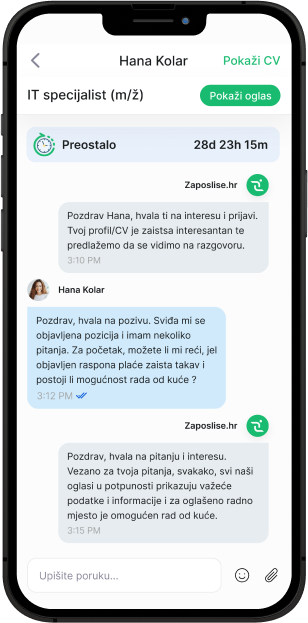 Hana Kolar
Pokaži CV
IT specijalist (m/ž)
Pokaži oglas
Preostalo
28d 23h 15m
Zaposlise.hr
Pozdrav Hana, hvala ti na interesu i prijavi.
Tvoj profil/CV je zaistsa interesantan te
predlažemo da se vidimo na razgovoru.
3:10 PM
Hana Kolar
Pozdrav, hvala na pozivu. Sviđa mi se
objavljena pozicija i imam nekoliko
pitanja. Za početak, možete li mi reći, jel
objavljen raspona plaće zaista takav i
postoji li mogućnost rada od kuće ?
3:12 PM
Zaposlise.hr
Pozdrav, hvala na pitanju i interesu.
Vezano za tvoja pitanja, svakako, svi naši
oglasi u potpunosti prikazuju važeće
podatke i informacije i za oglašeno radno
mjesto je omogućen rad od kuće.
3:15 PM
Upišite poruku...